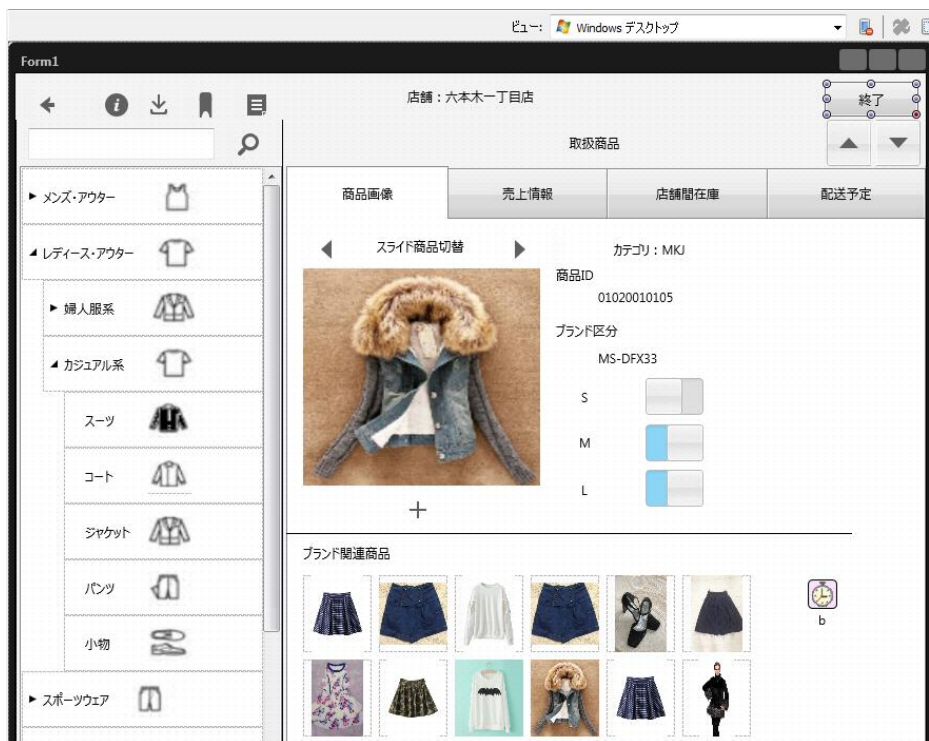 ビュー: Windows デスクトップ
Form1
店舗：六本木一丁目店
終了
取扱商品
メンズ・アウター
レディース・アウター
婦人服系
カジュアル系
スーツ
コート
ジャケット
パンツ
小物
スポーツウェア
商品画像
売上情報
店舗間在庫
配送予定
スライド商品切替
カテゴリ：MKJ
商品ID
01020010105
ブランド区分
MS-DFX33
S
M
L
ブランド関連商品
b